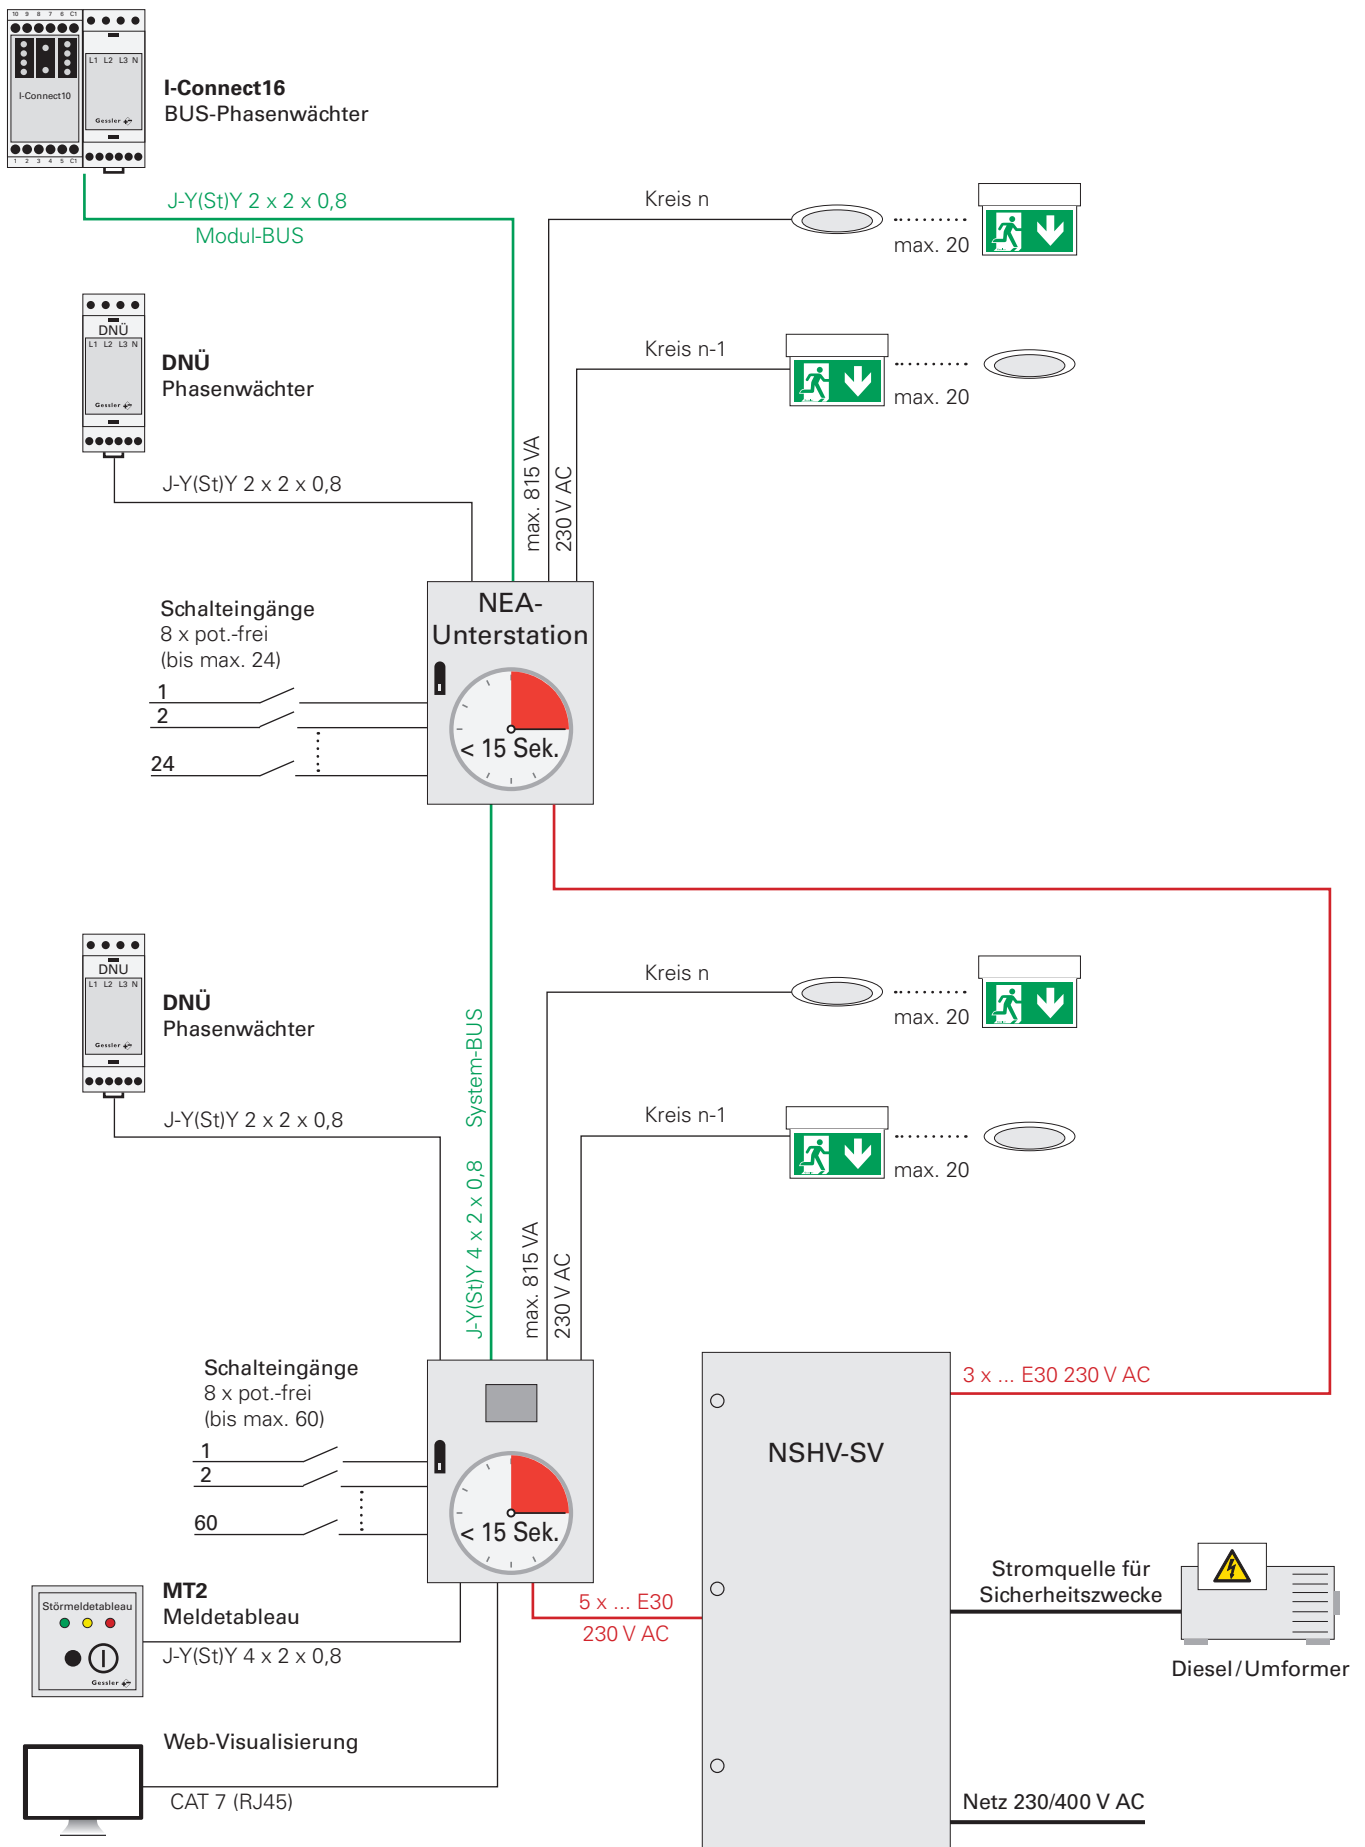 10 9 8 7 6 C1
L1 L2 L3 N
I-Connect10
Gessler
1 2 3 4 5 C1
I-Connect16
BUS-Phasenwächter
J-Y(St)Y 2 x 2 x 0,8
Modul-BUS
Kreis n
max. 20
DNÜ
L1 L2 L3 N
Gessler
DNÜ
Phasenwächter
Kreis n-1
max. 20
J-Y(St)Y 2 x 2 x 0,8
max. 815 VA
230 V AC
NEA-
Unterstation
< 15 Sek.
Schalteingänge
8 x pot.-frei
(bis max. 24)
1
2
24
DNÜ
L1 L2 L3 N
Gessler
DNÜ
Phasenwächter
J-Y(St)Y 2 x 2 x 0,8
J-Y(St)Y 4 x 2 x 0,8 System-BUS
Kreis n
max. 20
Kreis n-1
max. 20
max. 815 VA
230 V AC
Schalteingänge
8 x pot.-frei
(bis max. 60)
1
2
60
< 15 Sek.
NSHV-SV
3 x ... E30 230 V AC
5 x ... E30
230 V AC
Stromquelle für
Sicherheitszwecke
Diesel/Umformer
Störmeldetableau
Gessler
MT2
Meldetableau
J-Y(St)Y 4 x 2 x 0,8
Web-Visualisierung
CAT 7 (RJ45)
Netz 230/400 V AC